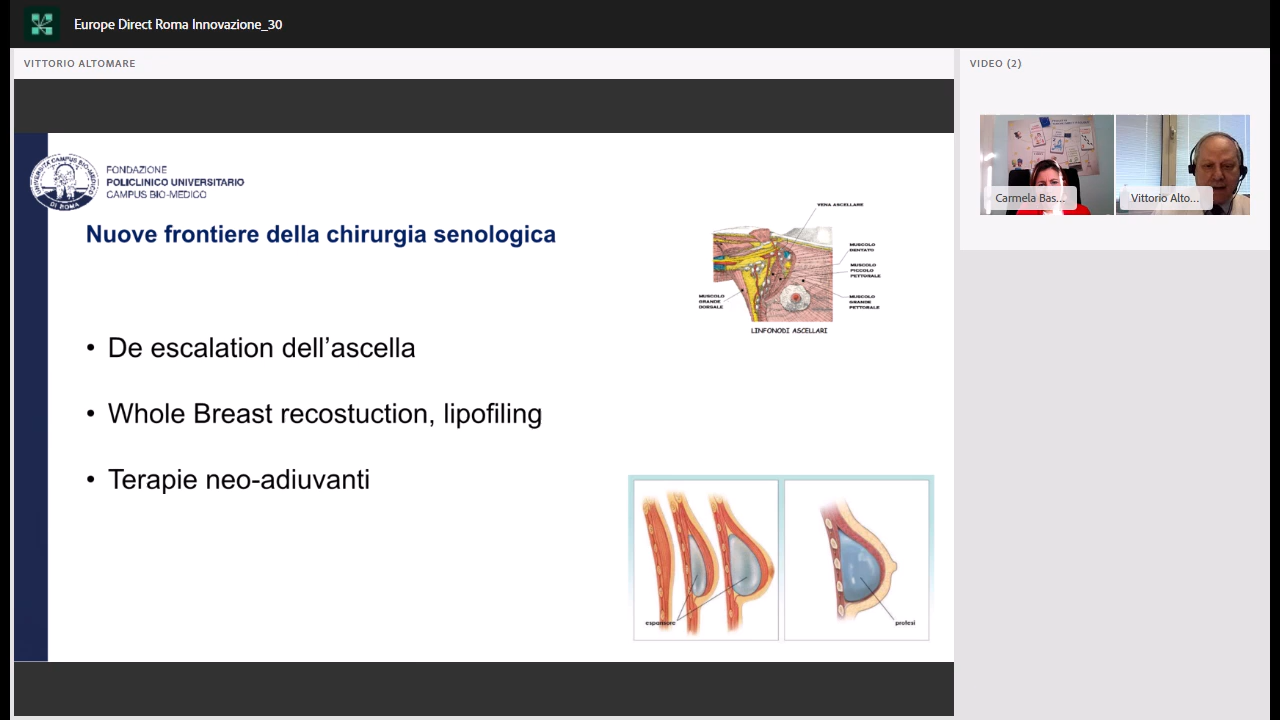 Europe Direct Roma Innovazione_30
VITTORIO ALTOMARE
VIDEO (2)
Carmela Bas...
Vittorio Alto...
FONDAZIONE
POLICLINICO UNIVERSITARIO
CAMPUS BIO-MEDICO
Nuove frontiere della chirurgia senologica
• De escalation dell’ascella
• Whole Breast recostuction, lipofiling
• Terapie neo-adiuvanti
VENA ASCELLARE
MUSCOLO
DENTATO
MUSCOLO
PICCOLO
PETTORALE
MUSCOLO
GRANDE
PETTORALE
MUSCOLO
GRANDE
DORSALE
LINFONODI ASCELLARI
espansore
protesi